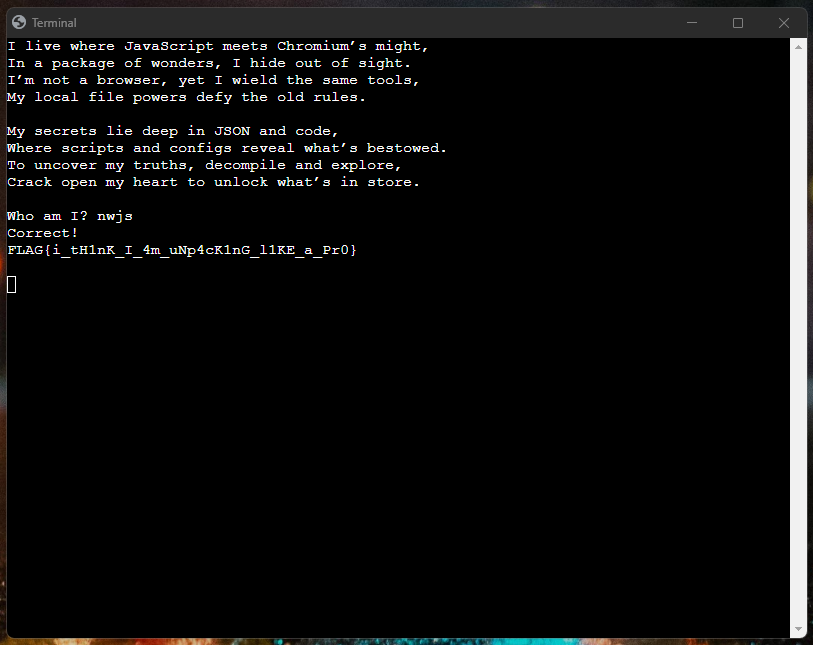 Terminal
I live where JavaScript meets Chromium’s might,
In a package of wonders, I hide out of sight.
I’m not a browser, yet I wield the same tools,
My local file powers defy the old rules.
My secrets lie deep in JSON and code,
Where scripts and configs reveal what’s bestowed.
To uncover my truths, decompile and explore,
Crack open my heart to unlock what’s in store.
Who am I? nwjs
Correct!
FLAG{i_tH1nK_I_4m_uNp4cK1nG_l1KE_a_Pr0}